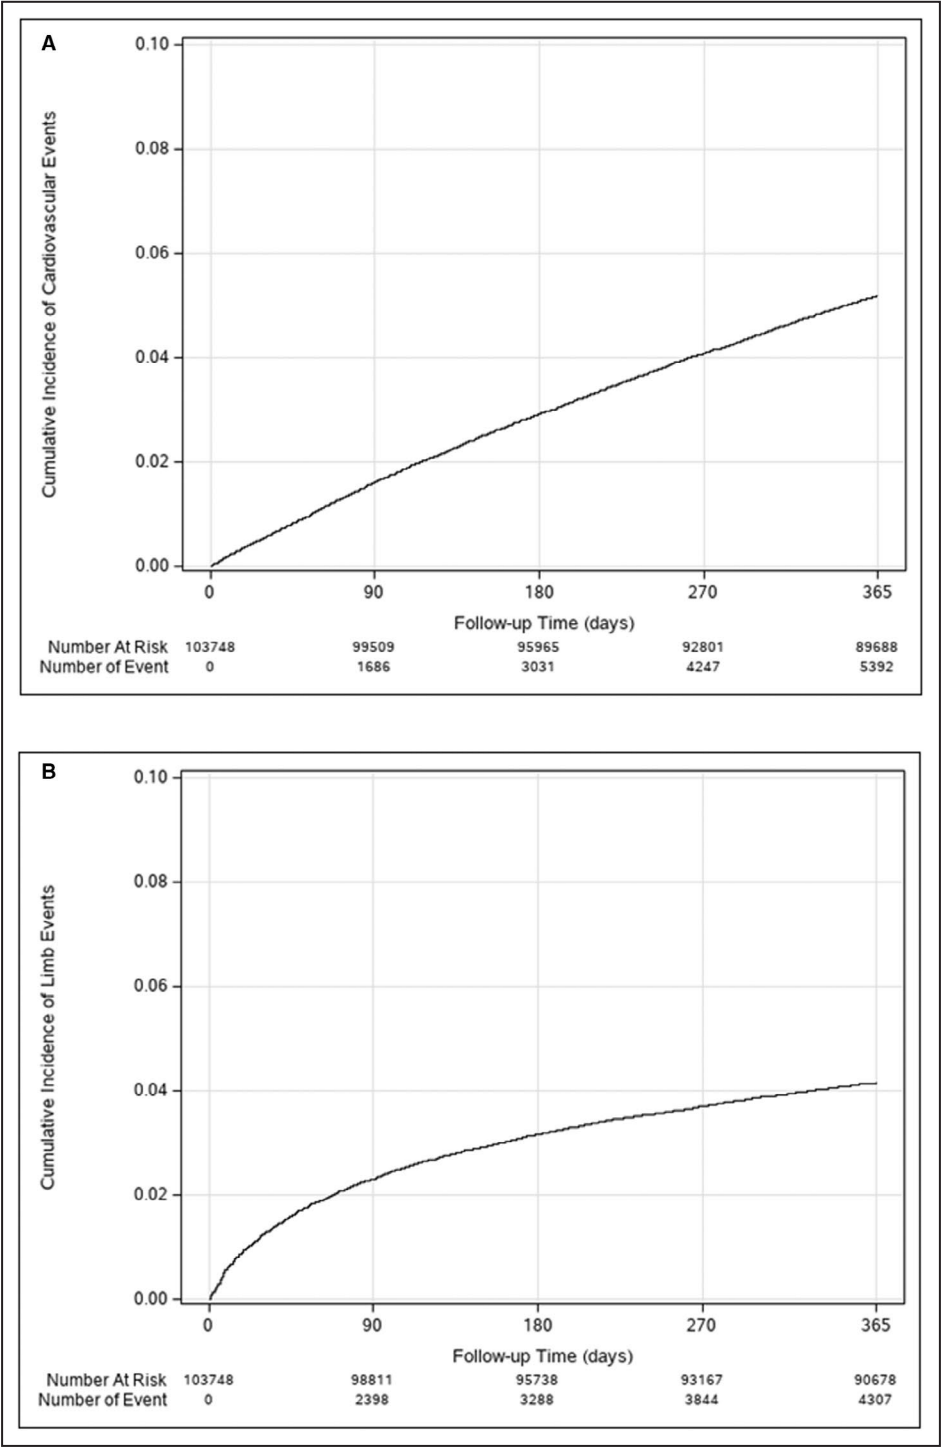 A
Cumulative Incidence of Cardiovascular Events
0.10
0.08
0.06
0.04
0.02
0.00
0 90 180 270 365
Follow-up Time (days)
Number At Risk 103748 99509 95965 92801 89688
Number of Event 0 1686 3031 4247 5392
B
Cumulative Incidence of Limb Events
0.10
0.08
0.06
0.04
0.02
0.00
0 90 180 270 365
Follow-up Time (days)
Number At Risk 103748 98811 95738 93167 90678
Number of Event 0 2398 3288 3844 4307